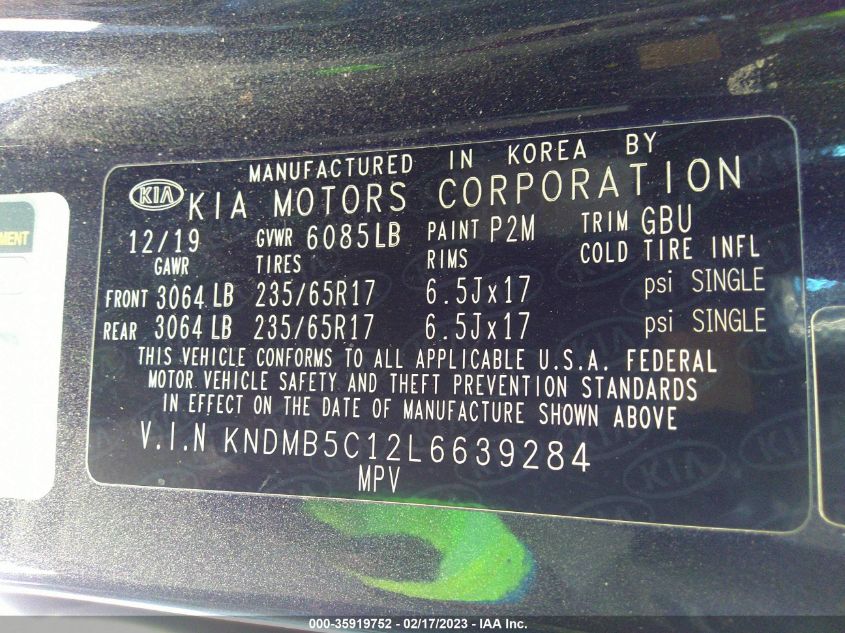 MANUFACTURED IN KOREA BY
KIA KIA MOTORS CORPORATION
12/19 GVWR 6085LB PAINT P2M TRIM GBU
GAWR TIRES RIMS COLD TIRE INFL
FRONT 3064 LB 235/65R17 6.5Jx17 psi SINGLE
REAR 3064 LB 235/65R17 6.5Jx17 psi SINGLE
THIS VEHICLE CONFORMS TO ALL APPLICABLE U.S.A. FEDERAL
MOTOR VEHICLE SAFETY AND THEFT PREVENTION STANDARDS
IN EFFECT ON THE DATE OF MANUFACTURE SHOWN ABOVE
V.I.N KNDMB5C12L6639284
MPV
000-35919752 - 02/17/2023 - IAA Inc.